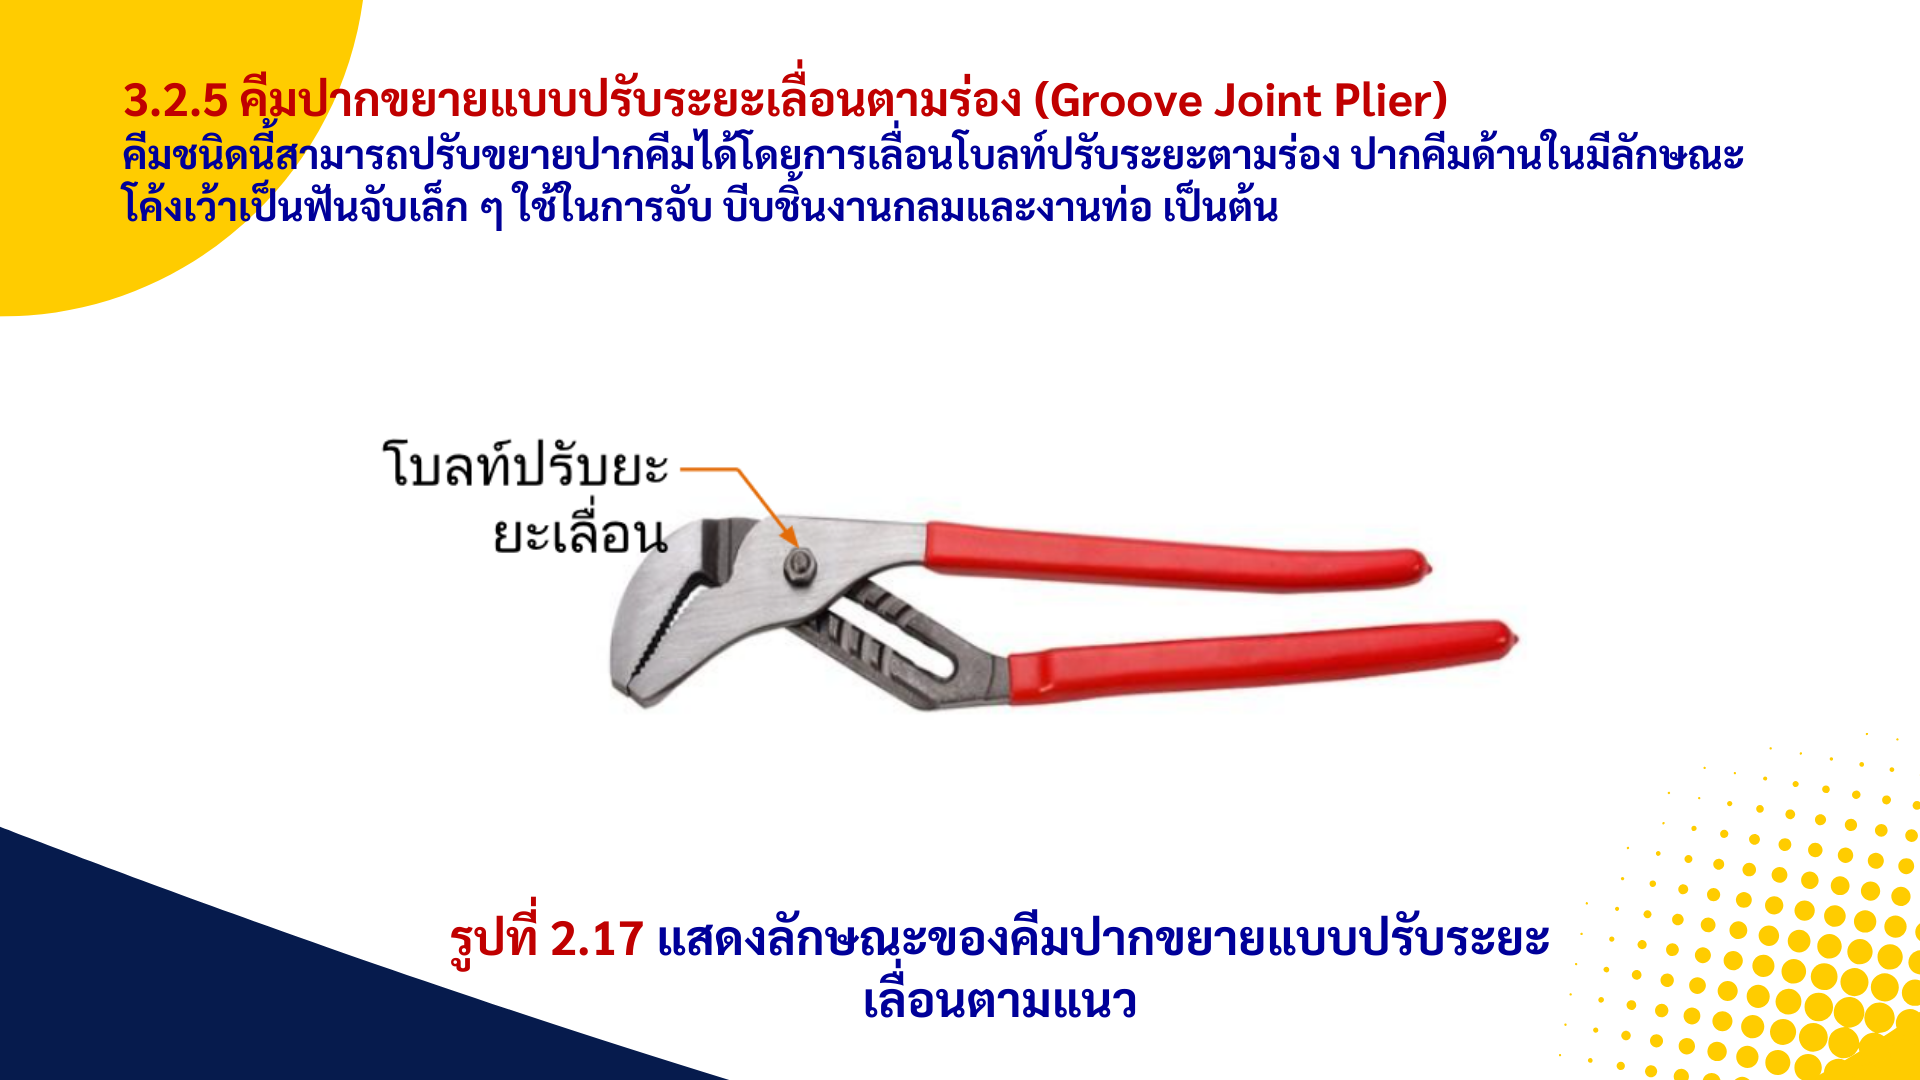 3.2.5 คีมปากขยายแบบปรับระยะเลื่อนตามร่อง (Groove Joint Plier)
คีมชนิดนี้สามารถปรับขยายปากคีมได้โดยการเลื่อนโบลท์ปรับระยะตามร่อง ปากคีมด้านในมีลักษณะ
โค้งเว้าเป็นฟันจับเล็ก ๆ ใช้ในการจับ บีบชิ้นงานกลมและงานท่อ เป็นต้น
โบลท์ปรับยะ
ยะเลื่อน
รูปที่ 2.17 แสดงลักษณะของคีมปากขยายแบบปรับระยะ
เลื่อนตามแนว